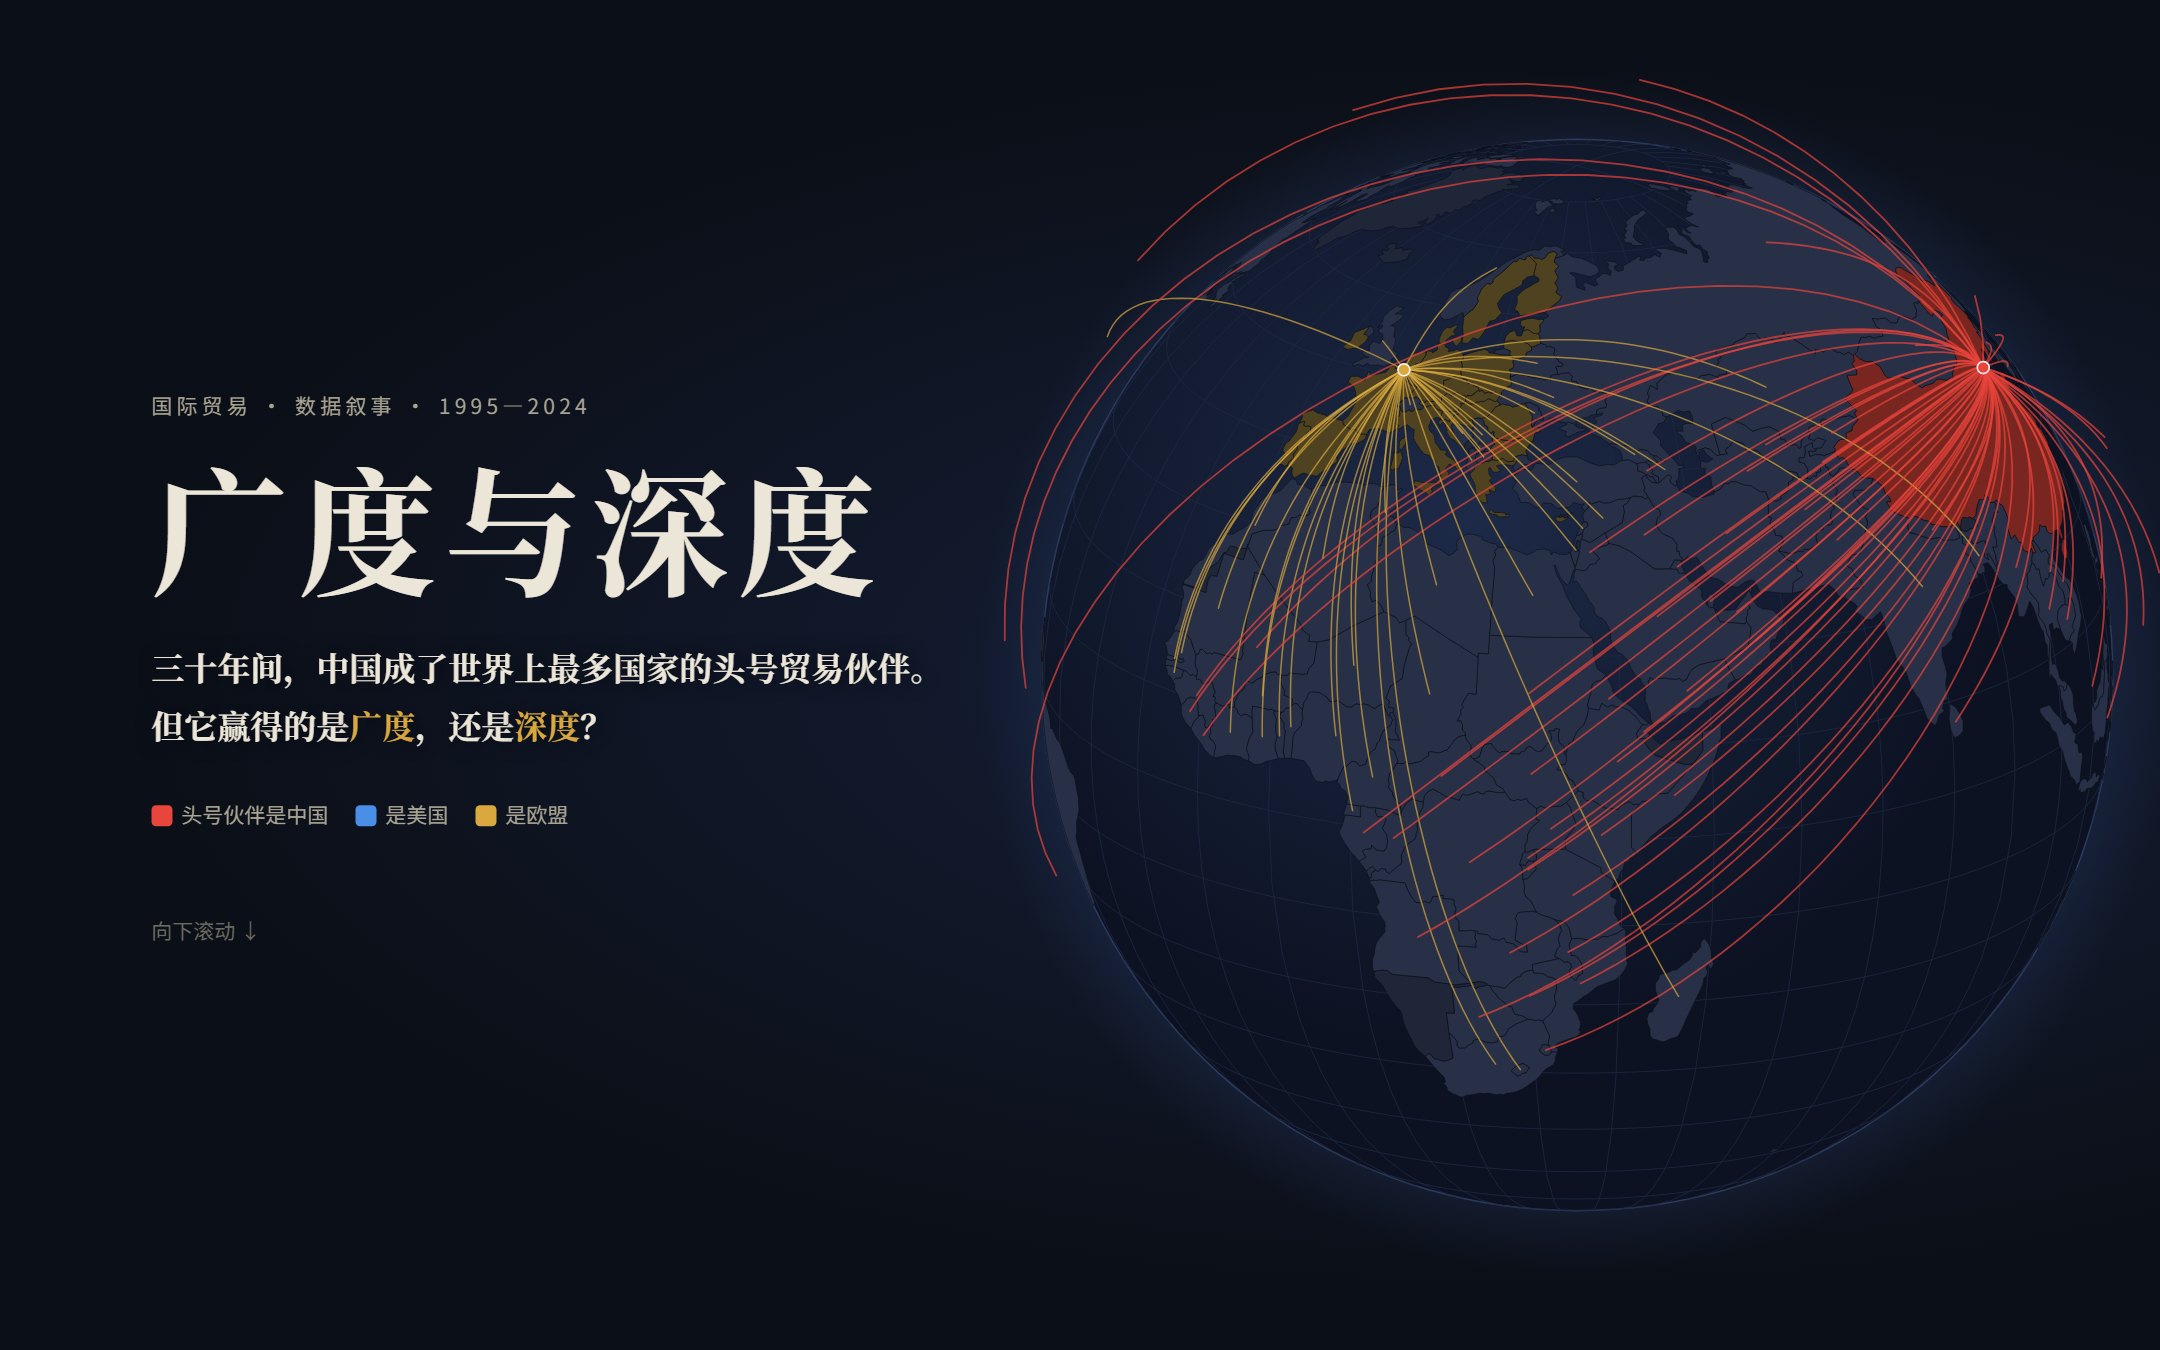 国际贸易 · 数据叙事 · 1995—2024
广度与深度
三十年间，中国成了世界上最多国家的头号贸易伙伴。
但它赢得的是广度，还是深度？
头号伙伴是中国 是美国 是欧盟
向下滚动 ↓